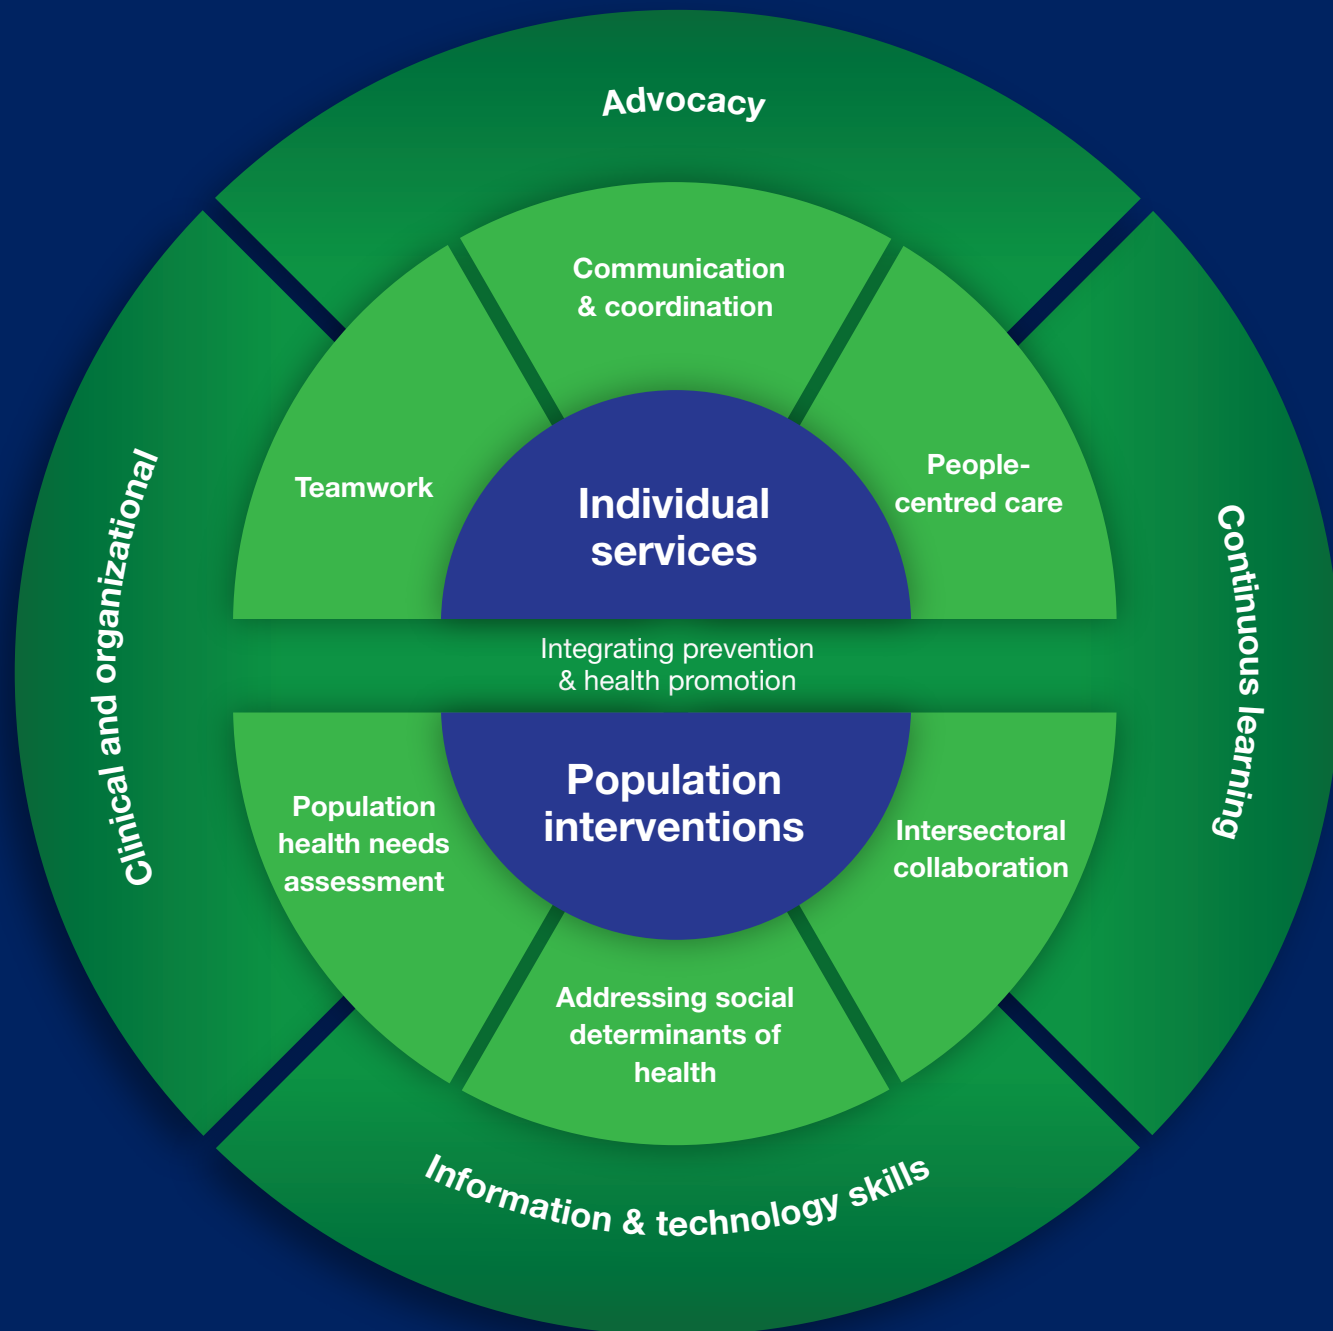 Advocacy
Communication
& coordination
Teamwork
People-
centred care
Individual
services
Clinical and organizational
Continuous learning
Integrating prevention
& health promotion
Population
interventions
Population
health needs
assessment
Intersectoral
collaboration
Addressing social
determinants of
health
Information & technology skills